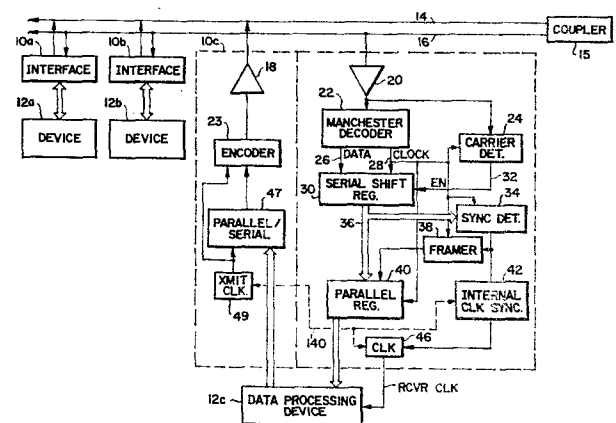 14
16
COUPLER
15
10a
10b
10c
INTERFACE
INTERFACE
12a
12b
DEVICE
DEVICE
18
20
22
MANCHESTER
DECODER
23
ENCODER
24
CARRIER
DET.
26
DATA
CLOCK
28
EN
32
30
SERIAL SHIFT
REG.
34
SYNC DET.
47
PARALLEL/
SERIAL
36
38
FRAMER
XMIT
CLK.
49
40
PARALLEL
REG.
42
INTERNAL
CLK SYNC.
140
CLK
46
RCVR CLK
12c
DATA PROCESSING
DEVICE